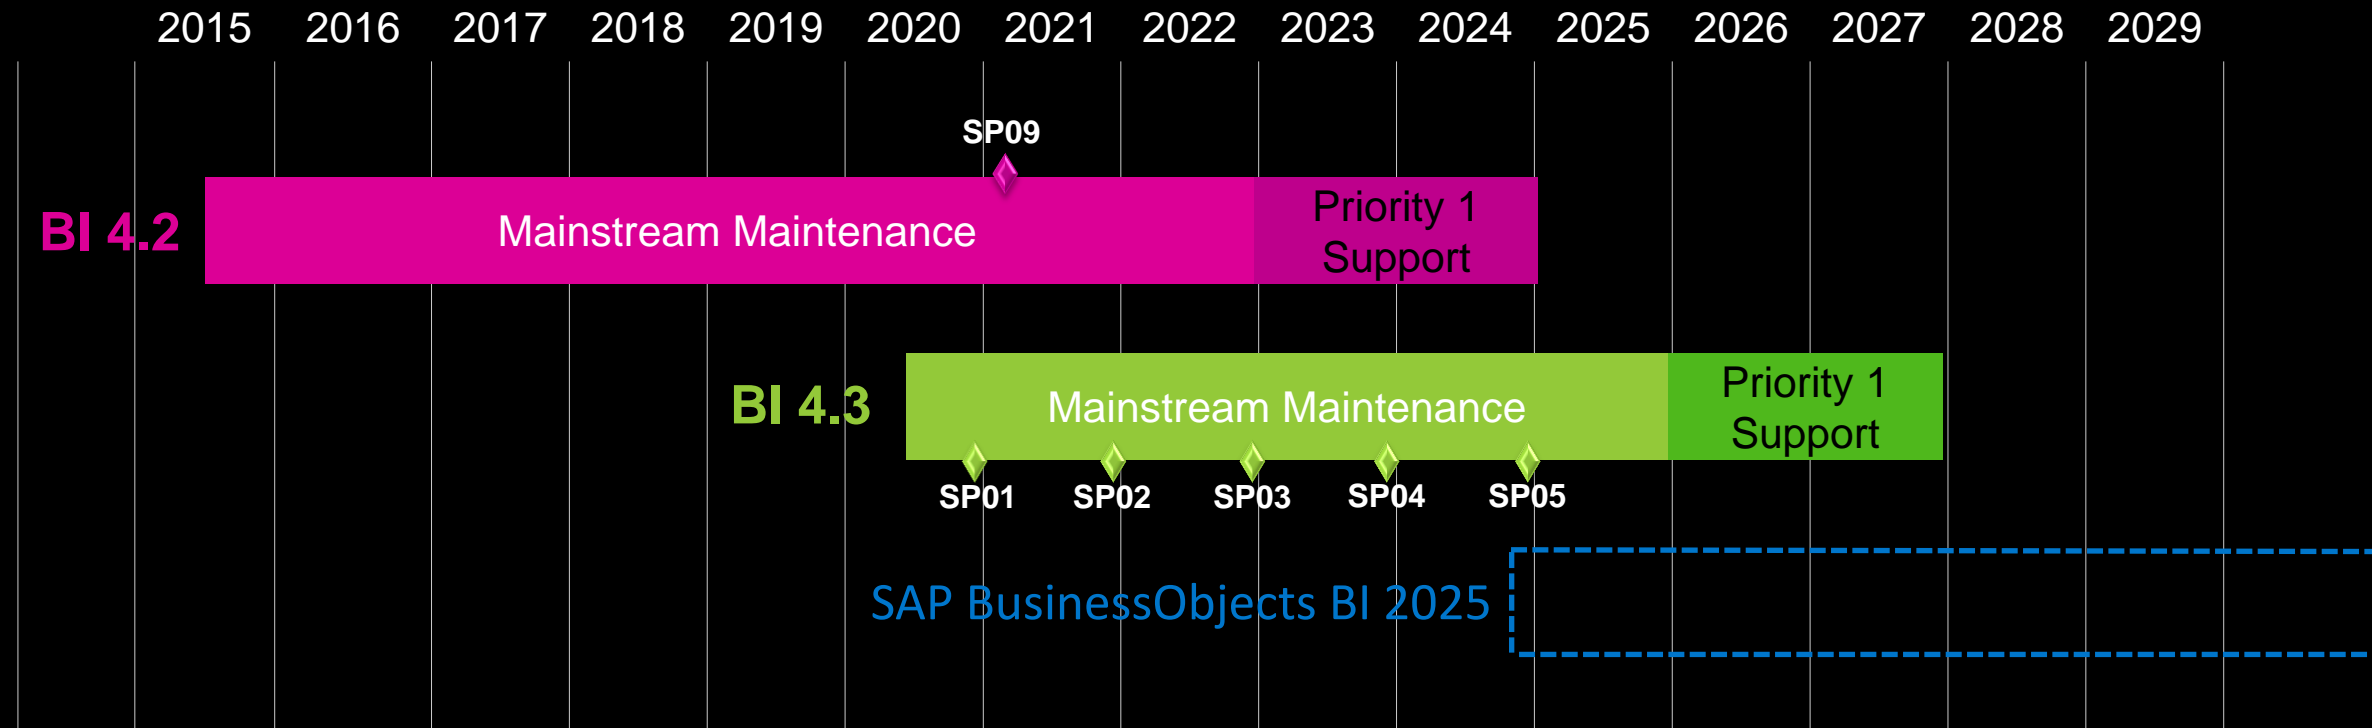 2015 2016 2017 2018 2019 2020 2021 2022 2023 2024 2025 2026 2027 2028 2029
SP09
BI 4.2
Mainstream Maintenance
Priority 1
Support
BI 4.3
Mainstream Maintenance
Priority 1
Support
SP01 SP02 SP03 SP04 SP05
SAP BusinessObjects BI 2025